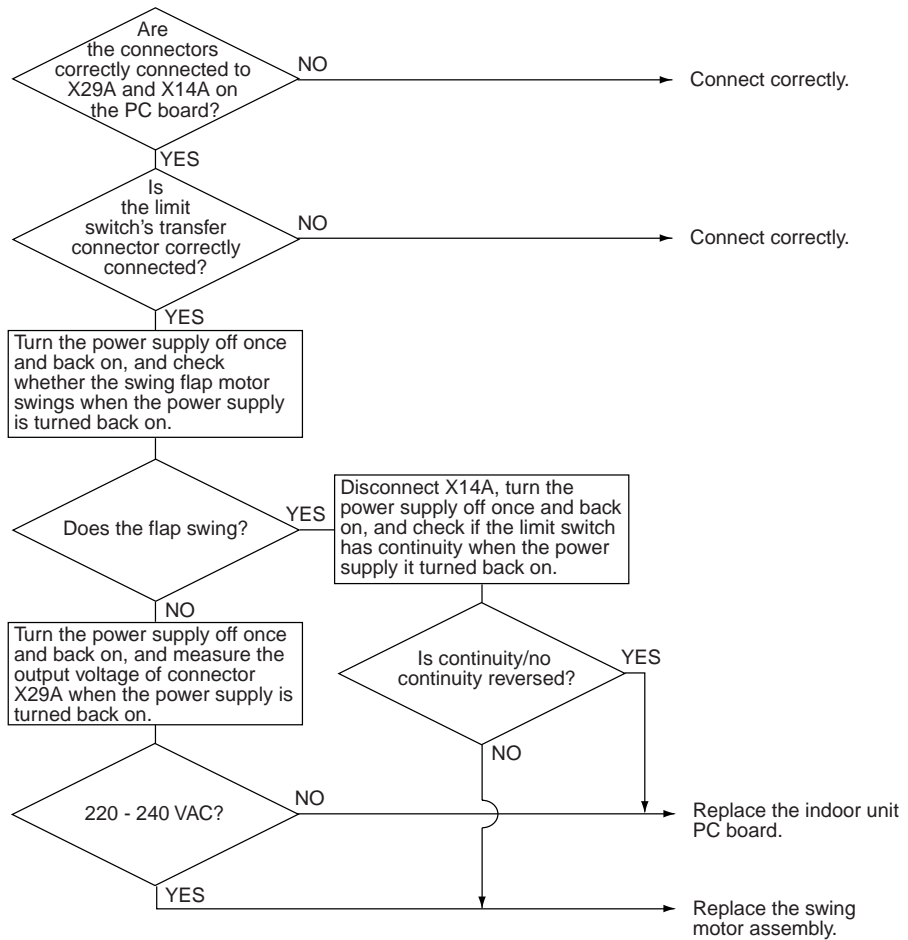 Are
the connectors
correctly connected to
X29A and X14A on
the PC board?
NO
Connect correctly.
YES
Is
the limit
switch's transfer
connector correctly
connected?
NO
Connect correctly.
YES
Turn the power supply off once
and back on, and check
whether the swing flap motor
swings when the power supply
is turned back on.
Does the flap swing?
YES
Disconnect X14A, turn the
power supply off once and back
on, and check if the limit switch
has continuity when the power
supply it turned back on.
NO
Turn the power supply off once
and back on, and measure the
output voltage of connector
X29A when the power supply is
turned back on.
Is continuity/no
continuity reversed?
YES
NO
220 - 240 VAC?
NO
Replace the indoor unit
PC board.
YES
Replace the swing
motor assembly.